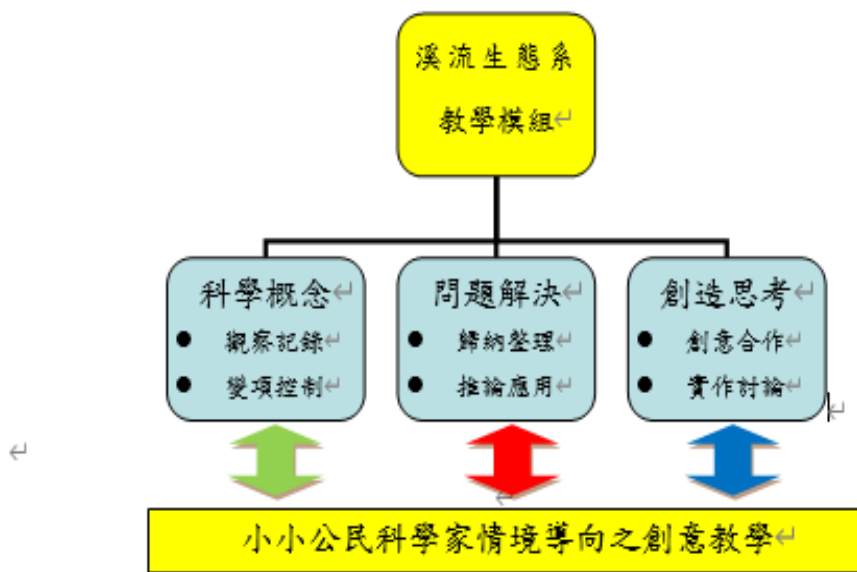 溪流生態系
教學模組
科學概念
● 觀察記錄
● 變項控制
問題解決
● 歸納整理
● 推論應用
創造思考
● 創意合作
● 實作討論
小小公民科學家情境導向之創意教學